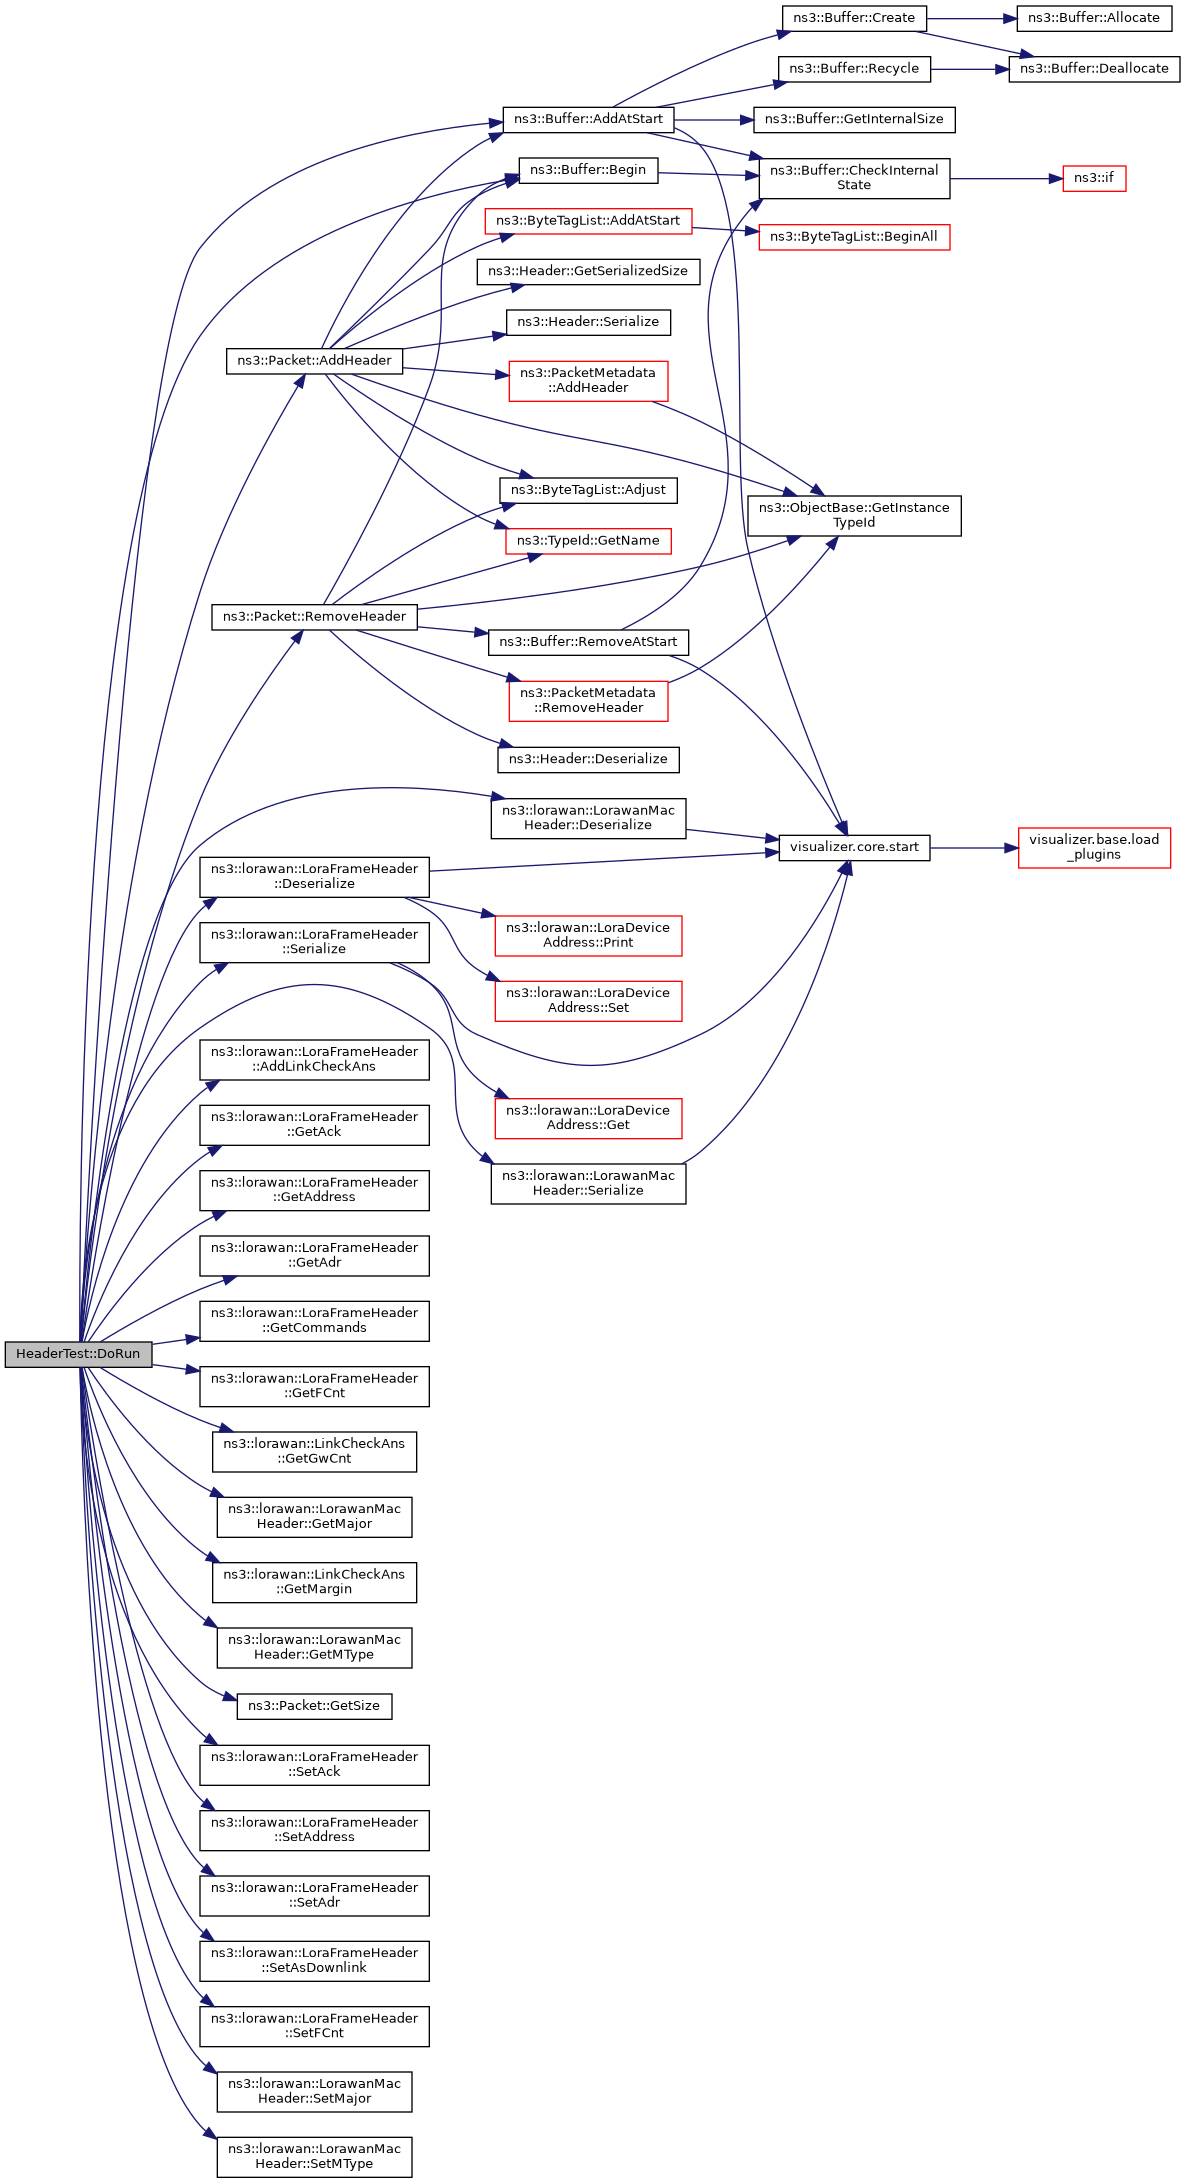 ns3::Buffer::Create
ns3::Buffer::Allocate
ns3::Buffer::Recycle
ns3::Buffer::Deallocate
ns3::Buffer::AddAtStart
ns3::Buffer::GetInternalSize
ns3::Buffer::Begin
ns3::Buffer::CheckInternal
State
ns3::if
ns3::ByteTagList::AddAtStart
ns3::ByteTagList::BeginAll
ns3::Header::GetSerializedSize
ns3::Header::Serialize
ns3::Packet::AddHeader
ns3::PacketMetadata
::AddHeader
ns3::ByteTagList::Adjust
ns3::ObjectBase::GetInstance
TypeId
ns3::TypeId::GetName
ns3::Packet::RemoveHeader
ns3::Buffer::RemoveAtStart
ns3::PacketMetadata
::RemoveHeader
ns3::Header::Deserialize
ns3::lorawan::LorawanMac
Header::Deserialize
visualizer.core.start
visualizer.base.load
_plugins
ns3::lorawan::LoraFrameHeader
::Deserialize
ns3::lorawan::LoraDevice
Address::Print
ns3::lorawan::LoraFrameHeader
::Serialize
ns3::lorawan::LoraDevice
Address::Set
ns3::lorawan::LoraFrameHeader
::AddLinkCheckAns
ns3::lorawan::LoraDevice
Address::Get
ns3::lorawan::LoraFrameHeader
::GetAck
ns3::lorawan::LorawanMac
Header::Serialize
ns3::lorawan::LoraFrameHeader
::GetAddress
ns3::lorawan::LoraFrameHeader
::GetAdr
ns3::lorawan::LoraFrameHeader
::GetCommands
HeaderTest::DoRun
ns3::lorawan::LoraFrameHeader
::GetFCnt
ns3::lorawan::LinkCheckAns
::GetGwCnt
ns3::lorawan::LorawanMac
Header::GetMajor
ns3::lorawan::LinkCheckAns
::GetMargin
ns3::lorawan::LorawanMac
Header::GetMType
ns3::Packet::GetSize
ns3::lorawan::LoraFrameHeader
::SetAck
ns3::lorawan::LoraFrameHeader
::SetAddress
ns3::lorawan::LoraFrameHeader
::SetAdr
ns3::lorawan::LoraFrameHeader
::SetAsDownlink
ns3::lorawan::LoraFrameHeader
::SetFCnt
ns3::lorawan::LorawanMac
Header::SetMajor
ns3::lorawan::LorawanMac
Header::SetMType